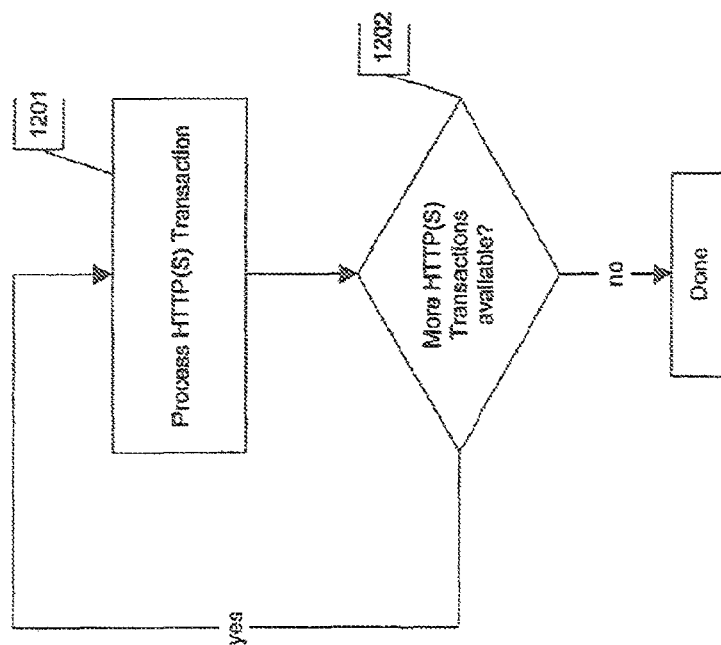 1201
Process HTTP(S) Transaction
1202
More HTTP(S)
Transactions
available?
yes
no
Done